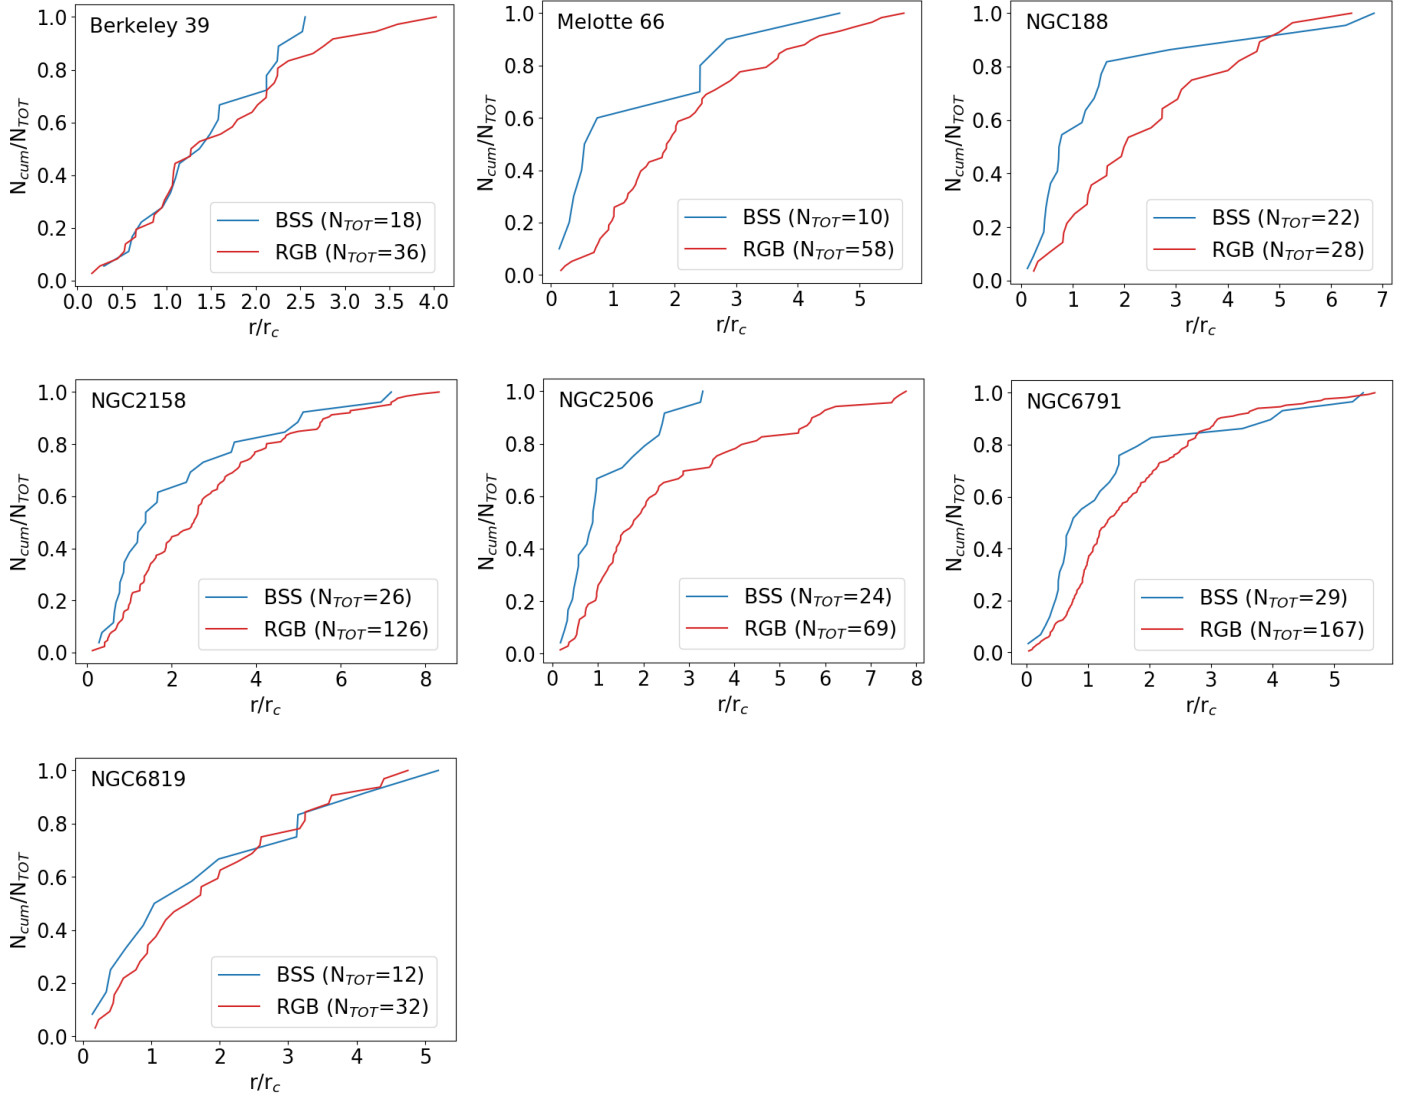 Berkeley 39
1.0
0.8
0.6
0.4
0.2
0.0
N_cum/N_TOT
BSS (N_TOT=18)
RGB (N_TOT=36)
0.0 0.5 1.0 1.5 2.0 2.5 3.0 3.5 4.0
r/r_c
Melotte 66
1.0
0.8
0.6
0.4
0.2
0.0
N_cum/N_TOT
BSS (N_TOT=10)
RGB (N_TOT=58)
0 1 2 3 4 5
r/r_c
NGC188
1.0
0.8
0.6
0.4
0.2
0.0
N_cum/N_TOT
BSS (N_TOT=22)
RGB (N_TOT=28)
0 1 2 3 4 5 6 7
r/r_c
NGC2158
1.0
0.8
0.6
0.4
0.2
0.0
N_cum/N_TOT
BSS (N_TOT=26)
RGB (N_TOT=126)
0 2 4 6 8
r/r_c
NGC2506
1.0
0.8
0.6
0.4
0.2
0.0
N_cum/N_TOT
BSS (N_TOT=24)
RGB (N_TOT=69)
0 1 2 3 4 5 6 7 8
r/r_c
NGC6791
1.0
0.8
0.6
0.4
0.2
0.0
N_cum/N_TOT
BSS (N_TOT=29)
RGB (N_TOT=167)
0 1 2 3 4 5
r/r_c
NGC6819
1.0
0.8
0.6
0.4
0.2
0.0
N_cum/N_TOT
BSS (N_TOT=12)
RGB (N_TOT=32)
0 1 2 3 4 5
r/r_c